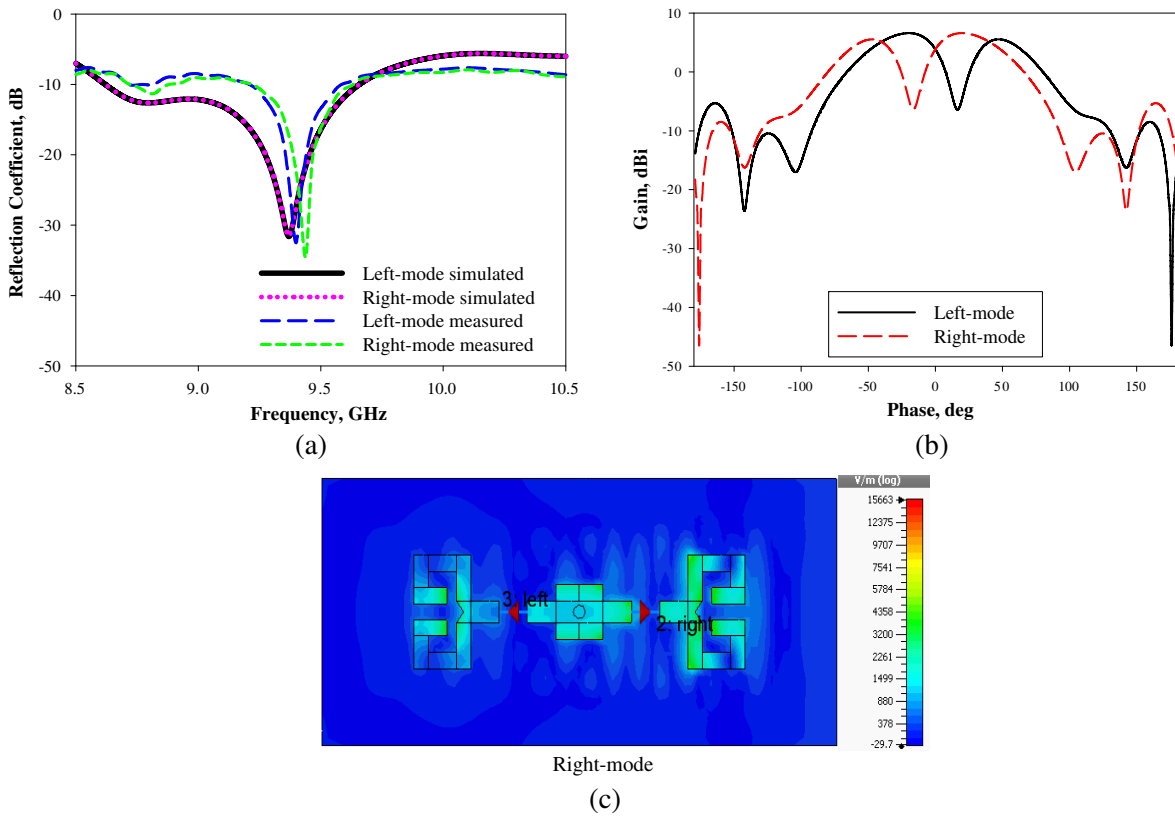 0
-10
-20
-30
-40
-50
8.5 9.0 9.5 10.0 10.5
Reflection Coefficient, dB
Frequency, GHz
Left-mode simulated
Right-mode simulated
Left-mode measured
Right-mode measured
(a)
10
0
-10
-20
-30
-40
-50
-150 -100 -50 0 50 100 150
Gain, dBi
Phase, deg
Left-mode
Right-mode
(b)
V/m (log)
15663
12375
9707
7541
5784
4358
3200
2261
1499
880
378
-29.7
3: left
2: right
Right-mode
(c)